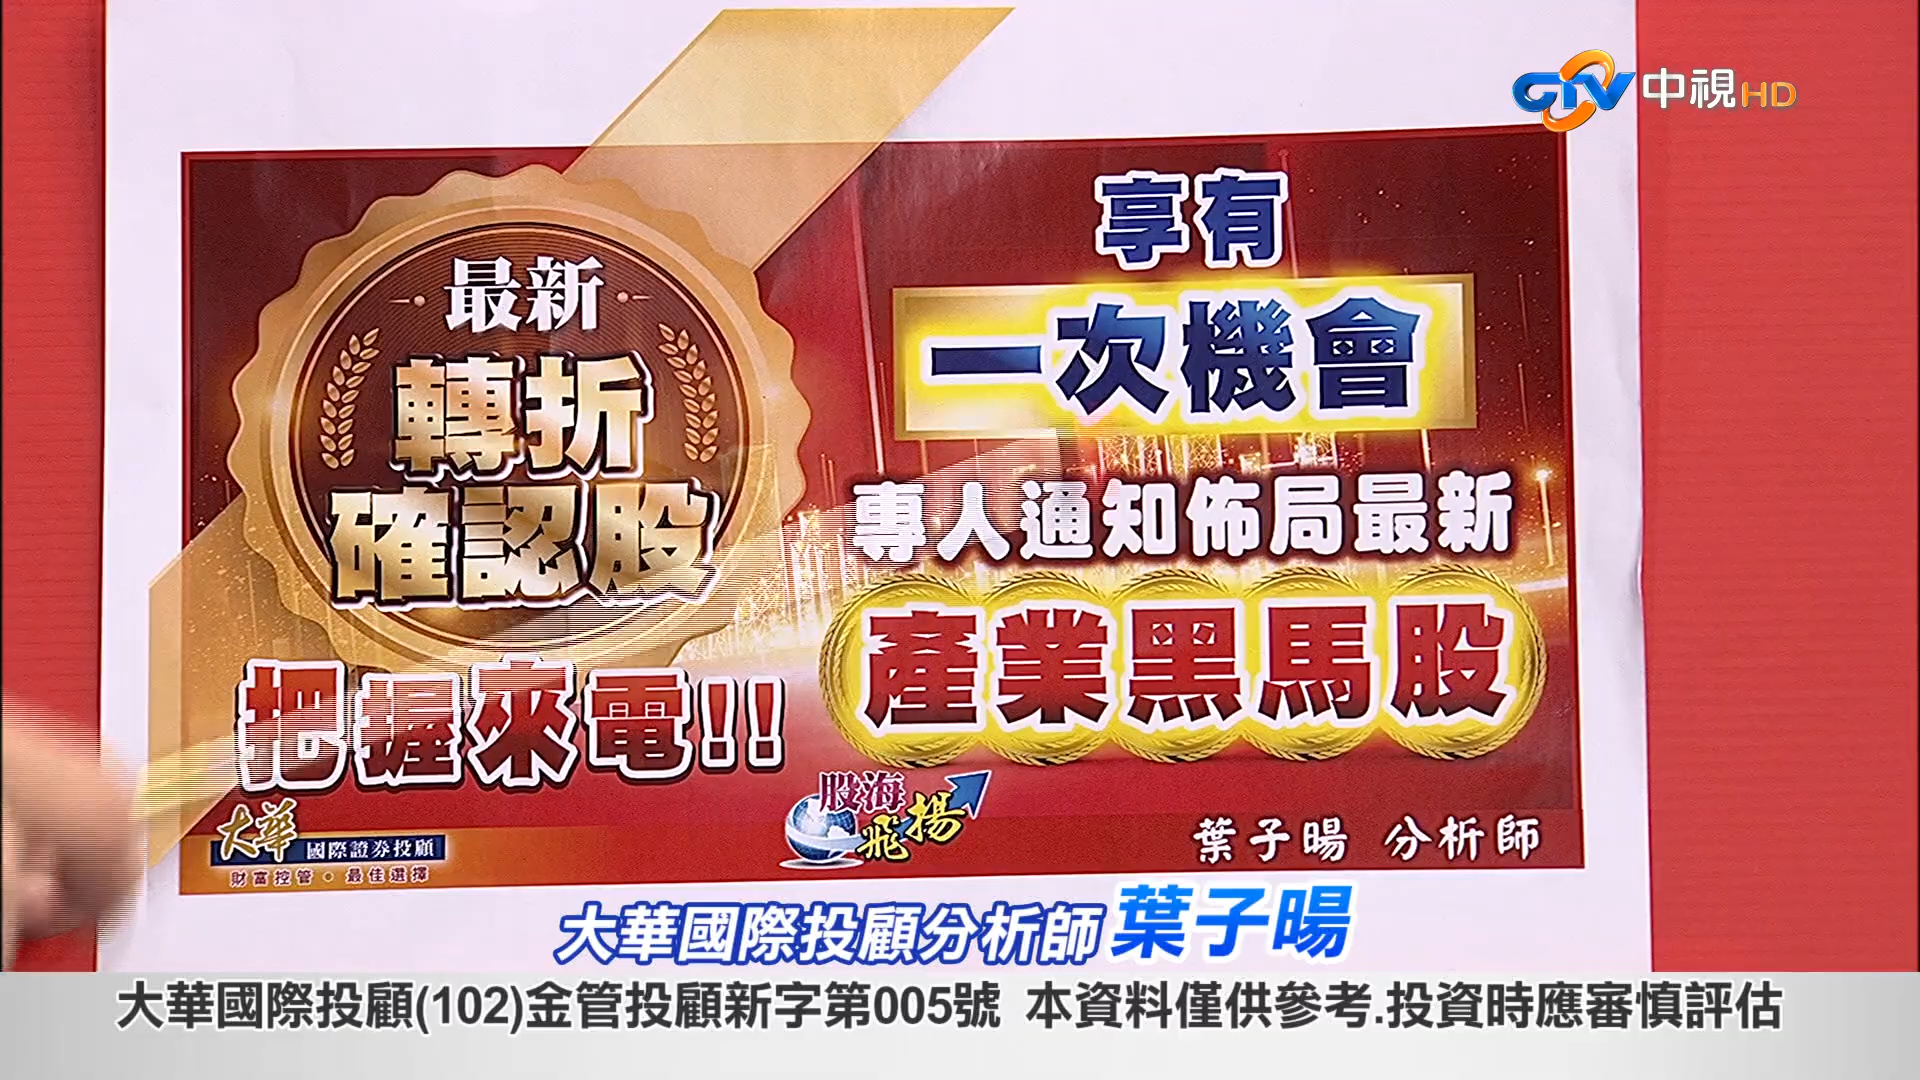 CTV中視HD
享有
一次機會
最新
轉折
確認股
專人通知佈局最新
產業黑馬股
把握來電!!
股海
飛揚
大華
國際證券投顧
財富控管。最佳選擇
葉子暘 分析師
大華國際投顧分析師 葉子暘
大華國際投顧(102)金管投顧新字第005號 本資料僅供參考.投資時應審慎評估